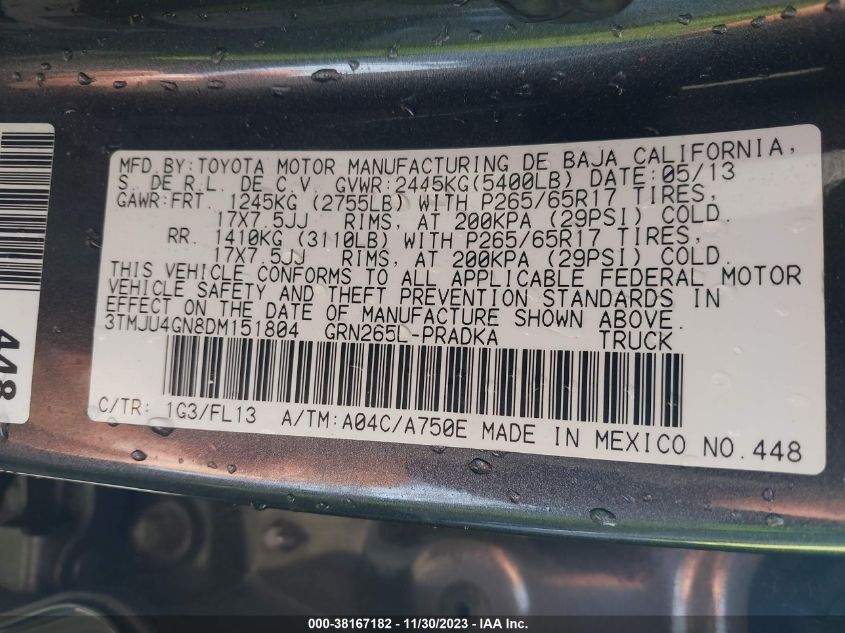 MFD. BY: TOYOTA MOTOR MANUFACTURING DE BAJA CALIFORNIA,
S. DE R.L. DE C.V. GVWR:2445KG(5400LB) DATE:05/13
GAWR:FRT. 1245KG (2755LB) WITH P265/65R17 TIRES,
17X7.5JJ RIMS, AT 200KPA (29PSI) COLD.
RR. 1410KG (3110LB) WITH P265/65R17 TIRES,
17X7.5JJ RIMS, AT 200KPA (29PSI) COLD.
THIS VEHICLE CONFORMS TO ALL APPLICABLE FEDERAL MOTOR
VEHICLE SAFETY AND THEFT PREVENTION STANDARDS IN
EFFECT ON THE DATE OF MANUFACTURE SHOWN ABOVE.
3TMJU4GN8DM151804 GRN265L-PRADKA TRUCK
C/TR: 1G3/FL13 A/TM:A04C/A750E MADE IN MEXICO NO.448
448
000-38167182 - 11/30/2023 - IAA Inc.